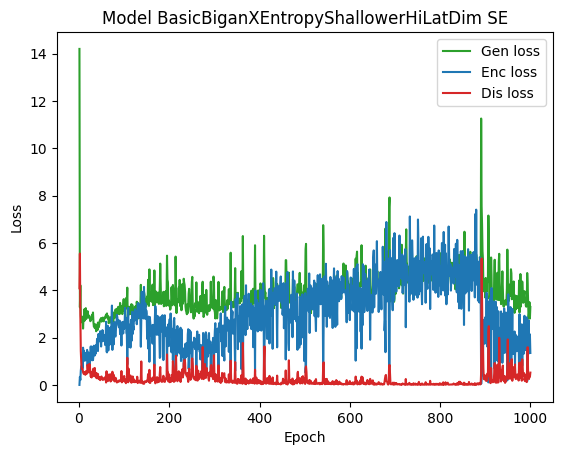 Model BasicBiganXEntropyShallowerHiLatDim SE
Gen loss
Enc loss
Dis loss
14
12
10
8
6
4
2
0
Loss
0 200 400 600 800 1000
Epoch